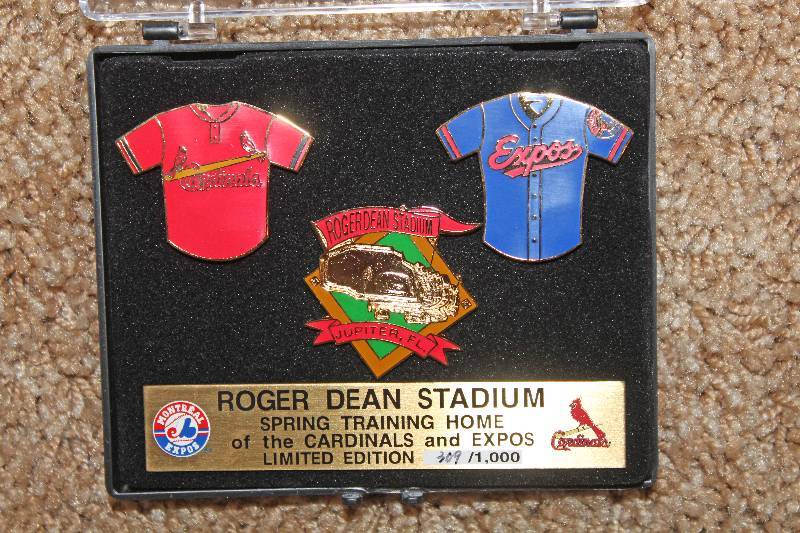 Cardinals
Expos
ROGER DEAN STADIUM
JUPITER, FL.
ROGER DEAN STADIUM
SPRING TRAINING HOME
of the CARDINALS and EXPOS
LIMITED EDITION 309 /1,000
MONTREAL
EXPOS
Cardinals